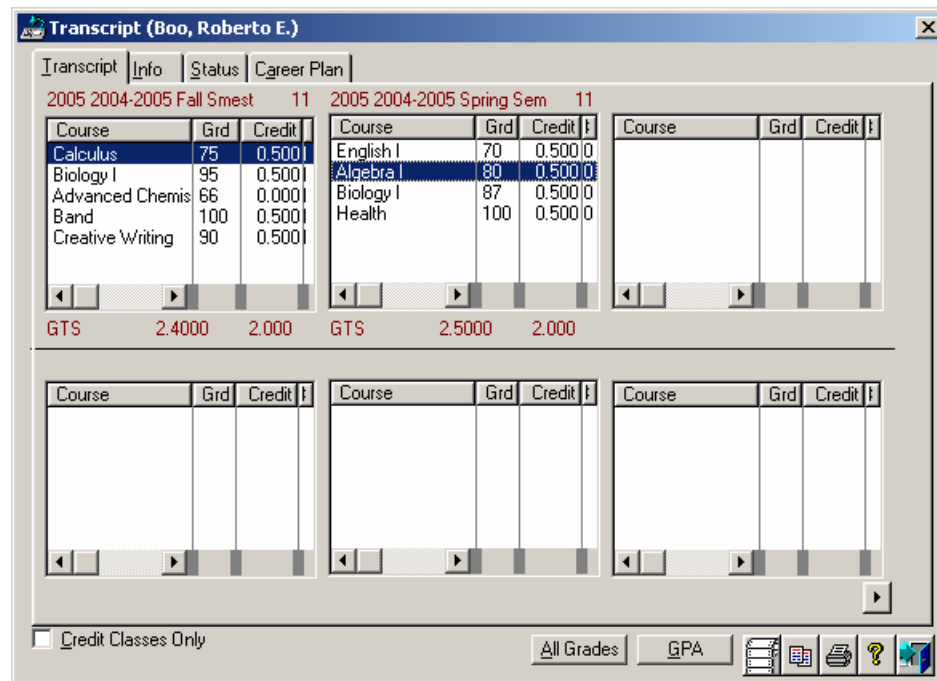 Transcript (Boo, Roberto E.)
Transcript Info Status Career Plan
2005 2004-2005 Fall Smest 11
Course Grd Credit
Calculus 75 0.500
Biology I 95 0.500
Advanced Chemis 66 0.000
Band 100 0.500
Creative Writing 90 0.500
GTS 2.4000 2.000
2005 2004-2005 Spring Sem 11
Course Grd Credit
English I 70 0.500 0
Algebra I 80 0.500 0
Biology I 87 0.500 0
Health 100 0.500 0
GTS 2.5000 2.000
Course Grd Credit
Course Grd Credit
Course Grd Credit
Course Grd Credit
Credit Classes Only
All Grades GPA